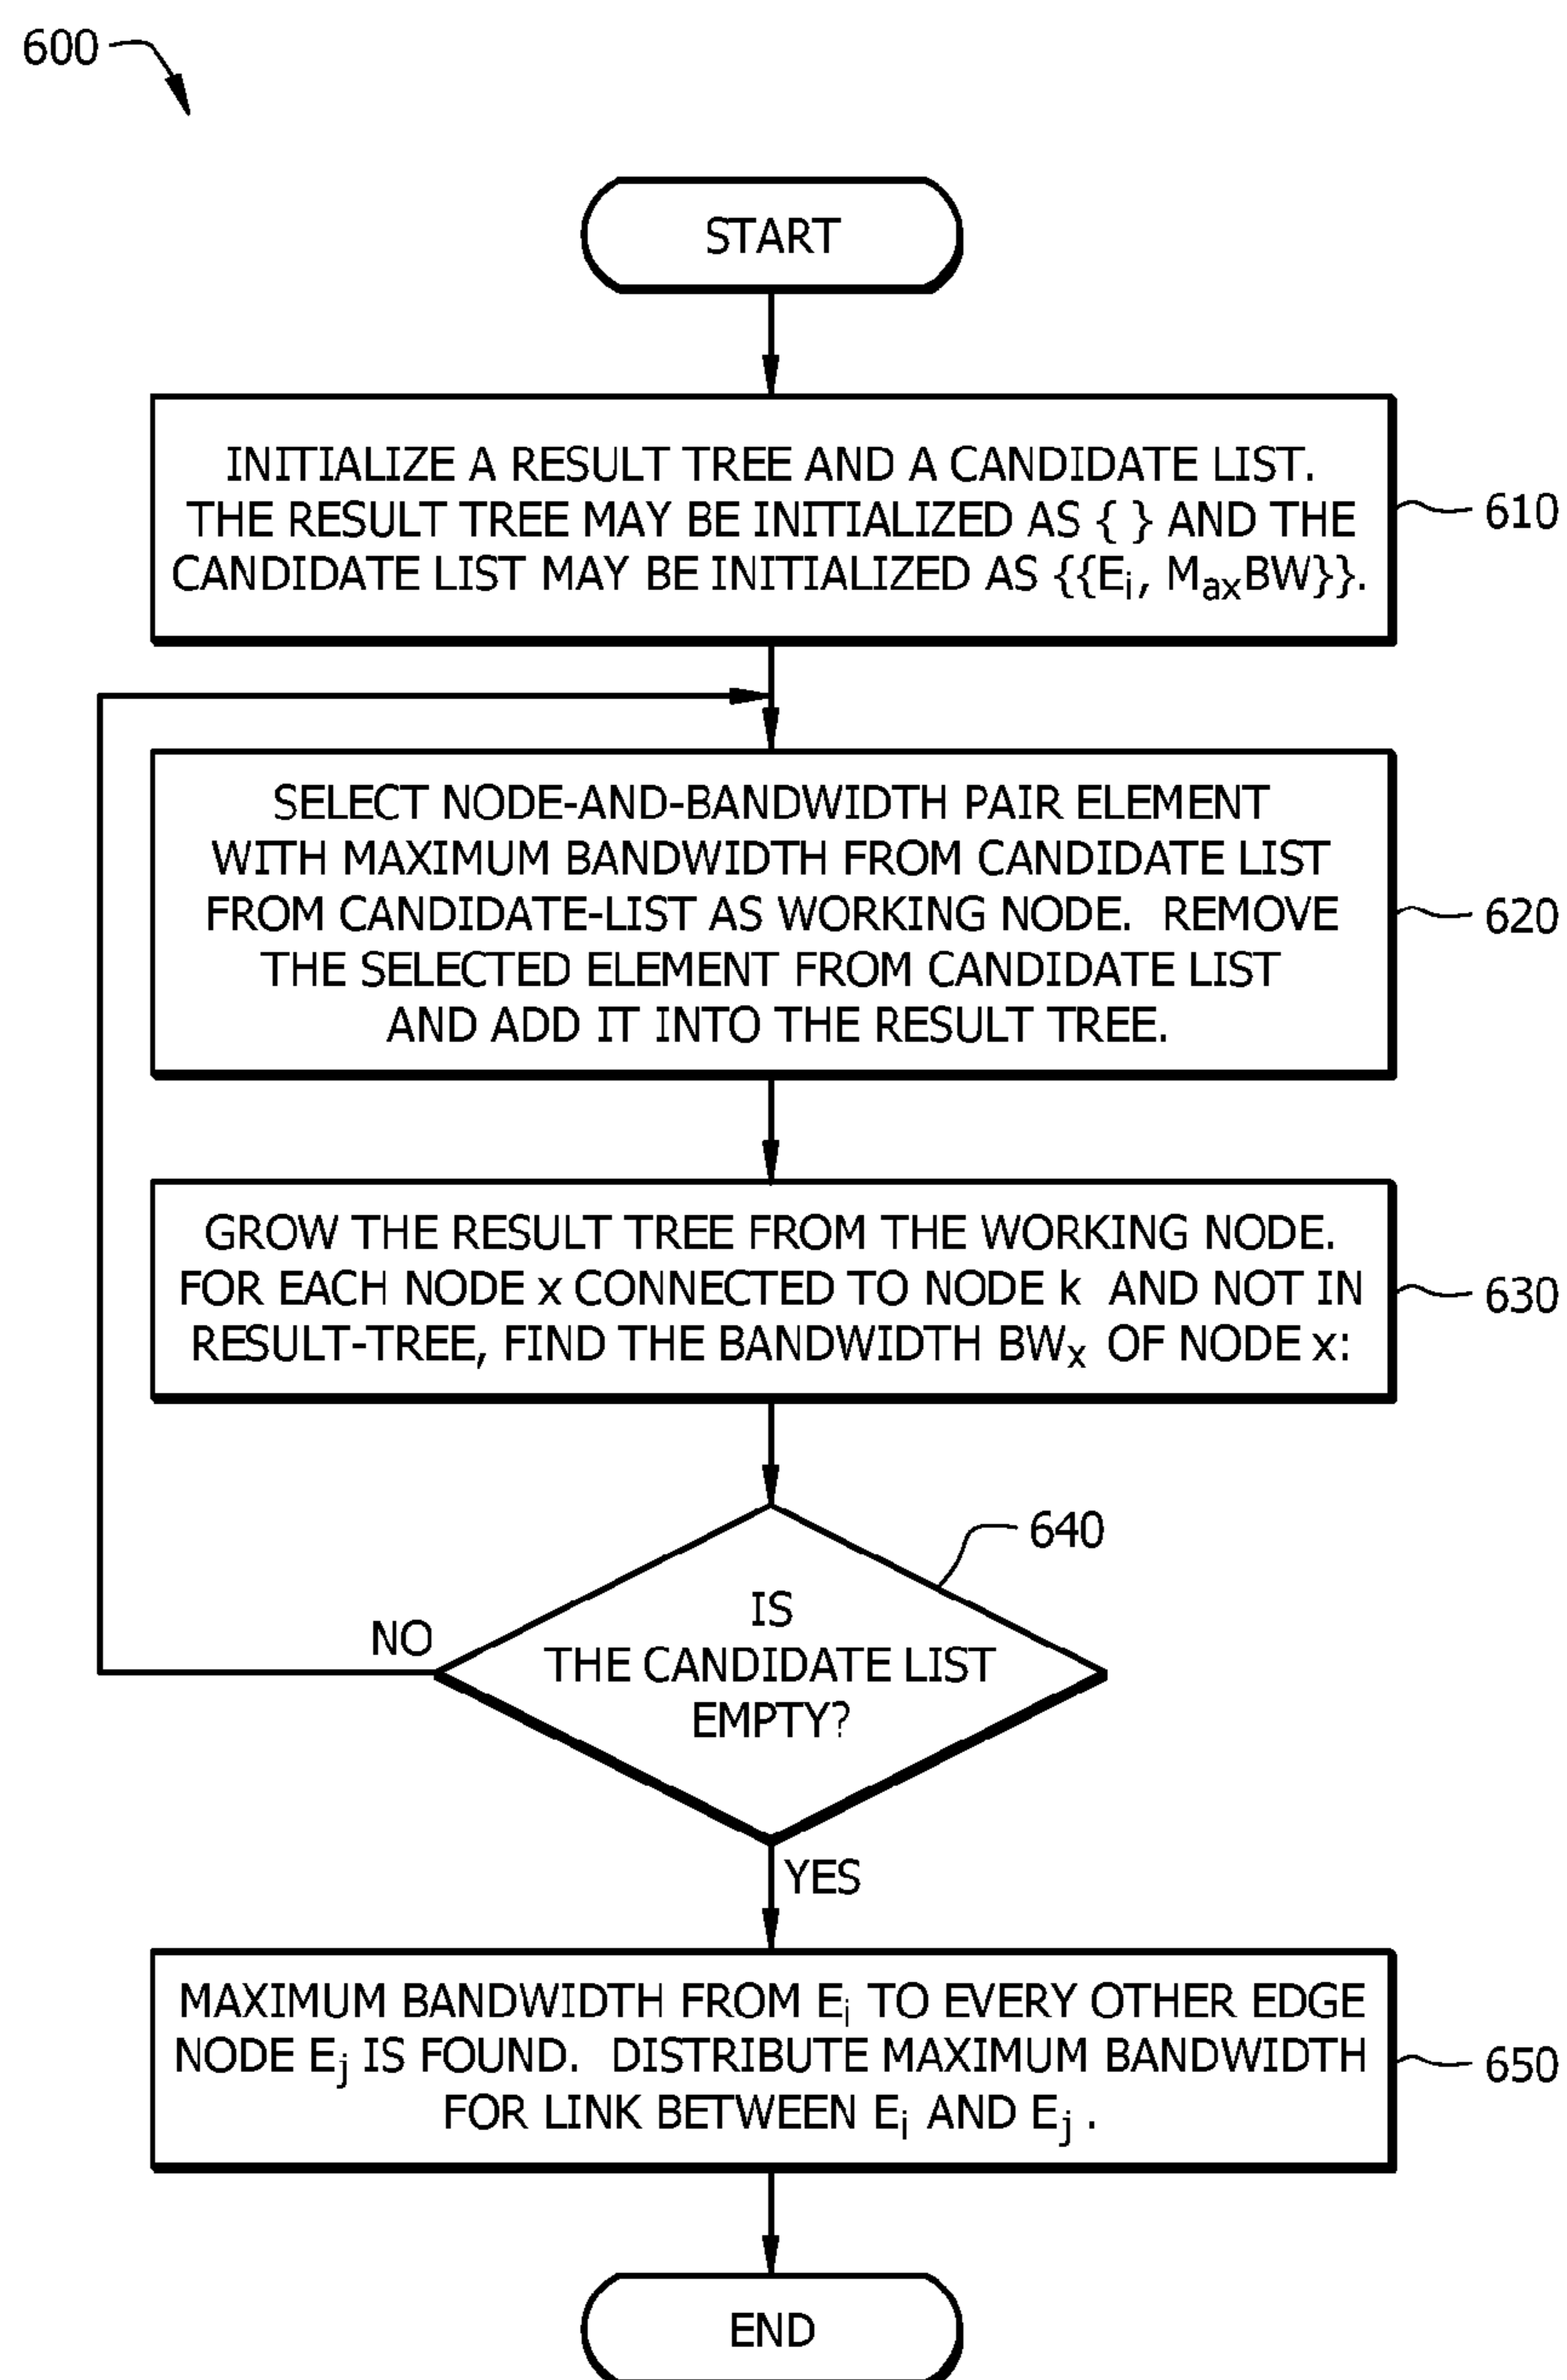 600
START
INITIALIZE A RESULT TREE AND A CANDIDATE LIST.
THE RESULT TREE MAY BE INITIALIZED AS { } AND THE
CANDIDATE LIST MAY BE INITIALIZED AS {{Ei, MaxBW}}.
610
SELECT NODE-AND-BANDWIDTH PAIR ELEMENT
WITH MAXIMUM BANDWIDTH FROM CANDIDATE LIST
FROM CANDIDATE-LIST AS WORKING NODE. REMOVE
THE SELECTED ELEMENT FROM CANDIDATE LIST
AND ADD IT INTO THE RESULT TREE.
620
GROW THE RESULT TREE FROM THE WORKING NODE.
FOR EACH NODE x CONNECTED TO NODE k AND NOT IN
RESULT-TREE, FIND THE BANDWIDTH BWx OF NODE x:
630
640
IS
THE CANDIDATE LIST
EMPTY?
NO
YES
MAXIMUM BANDWIDTH FROM Ei TO EVERY OTHER EDGE
NODE Ej IS FOUND. DISTRIBUTE MAXIMUM BANDWIDTH
FOR LINK BETWEEN Ei AND Ej.
650
END